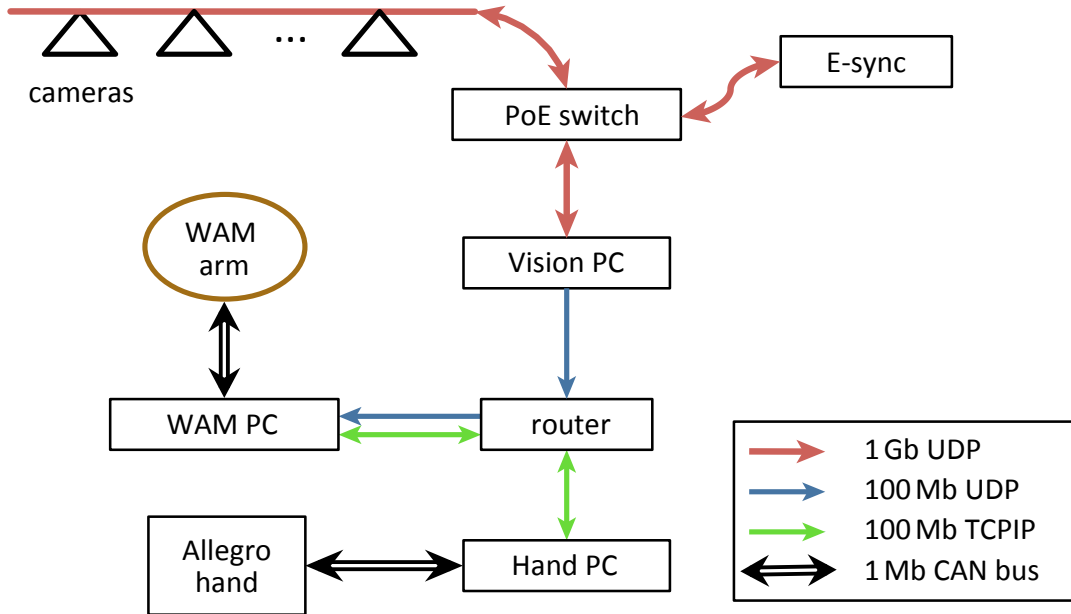 ...
cameras
E-sync
PoE switch
WAM
arm
Vision PC
WAM PC
router
Allegro
hand
Hand PC
1 Gb UDP
100 Mb UDP
100 Mb TCPIP
1 Mb CAN bus